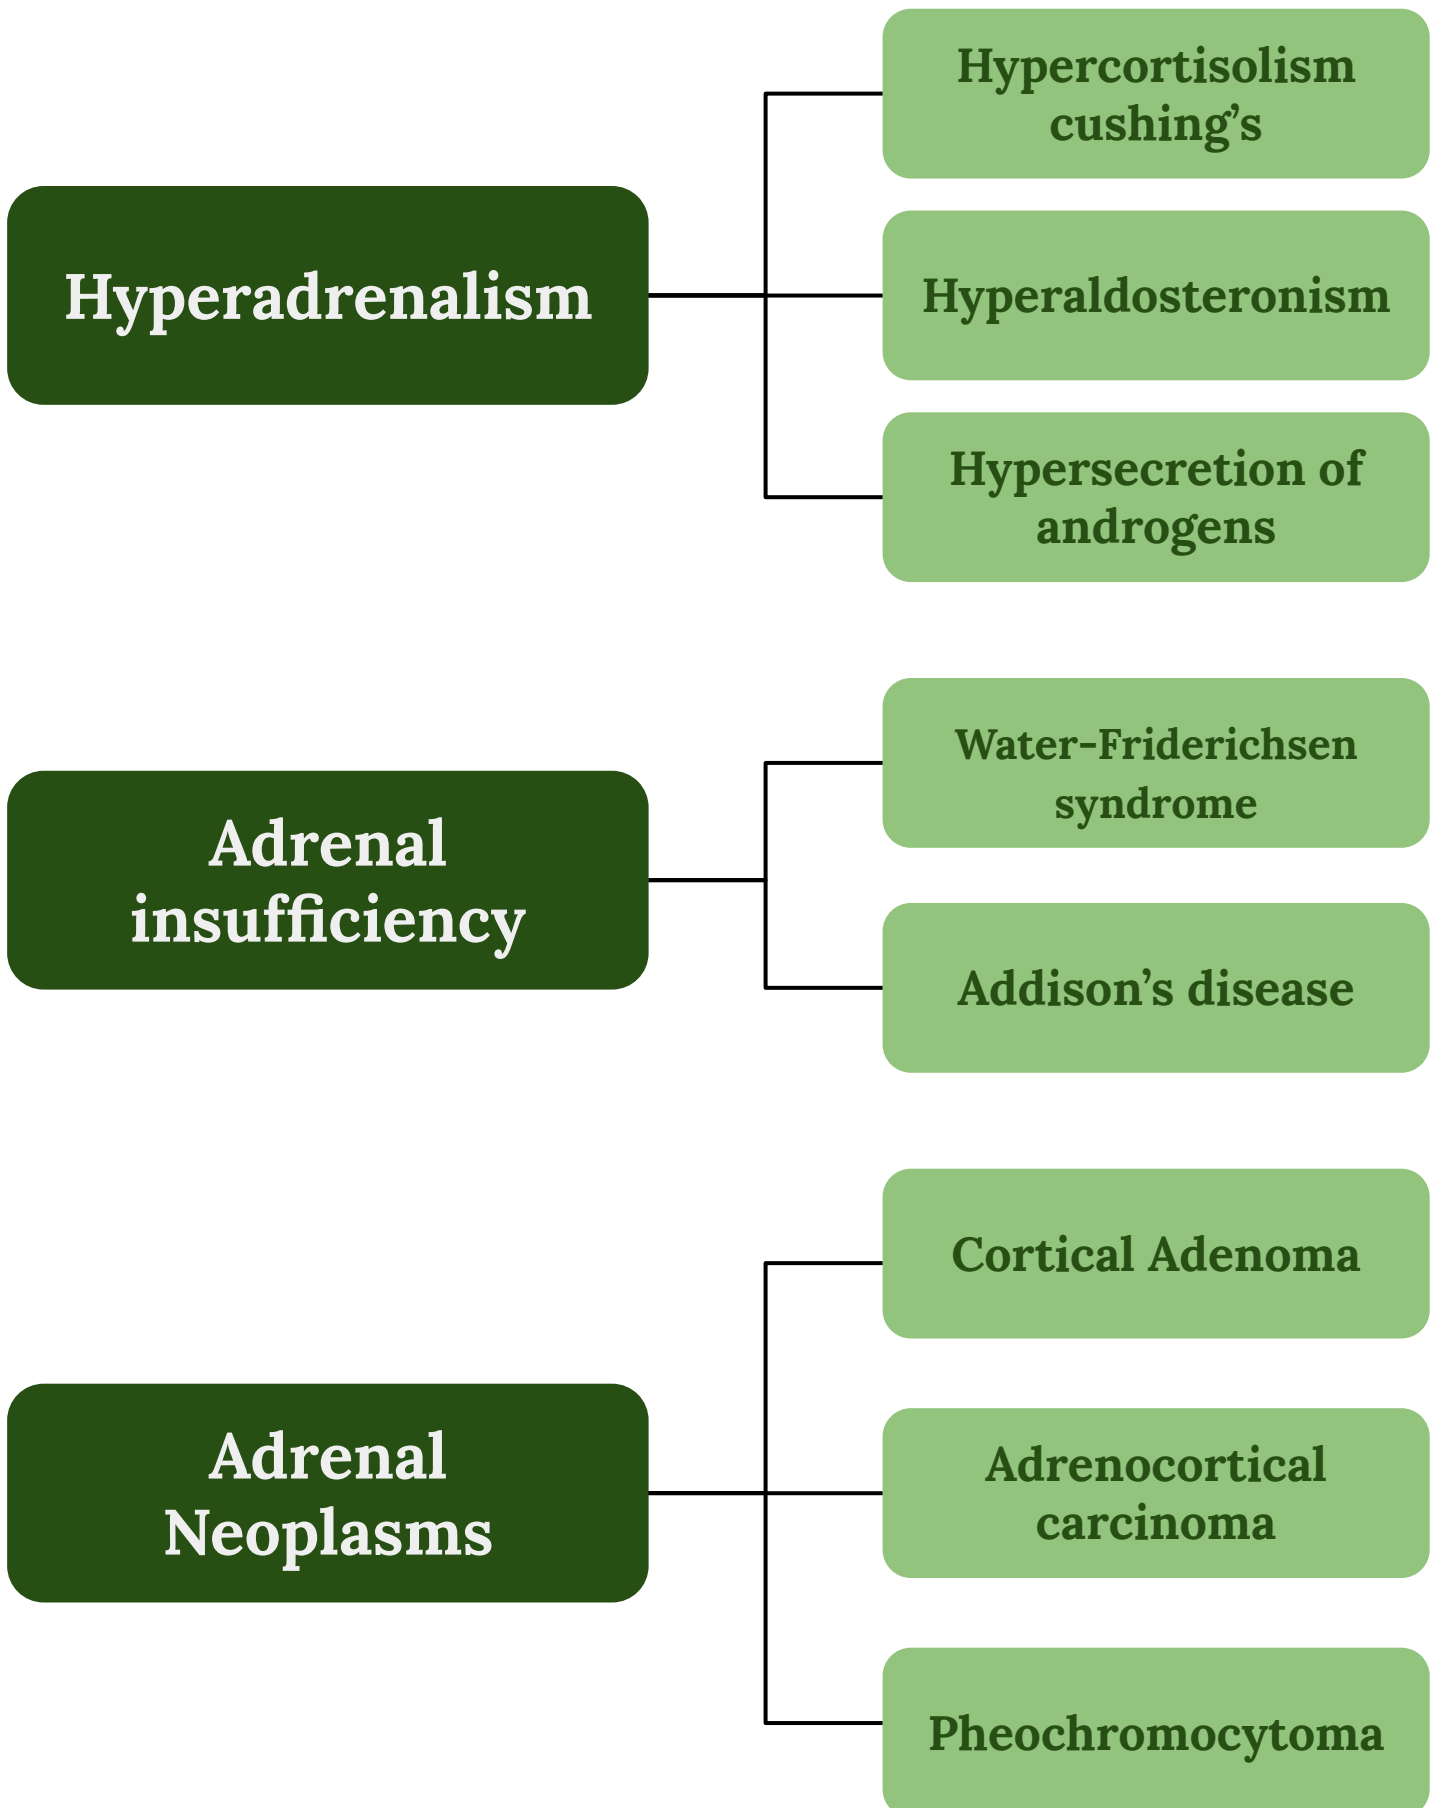 Hyperadrenalism
Hypercortisolism
cushing’s
Hyperaldosteronism
Hypersecretion of
androgens
Adrenal
insufficiency
Water-Friderichsen
syndrome
Addison’s disease
Adrenal
Neoplasms
Cortical Adenoma
Adrenocortical
carcinoma
Pheochromocytoma